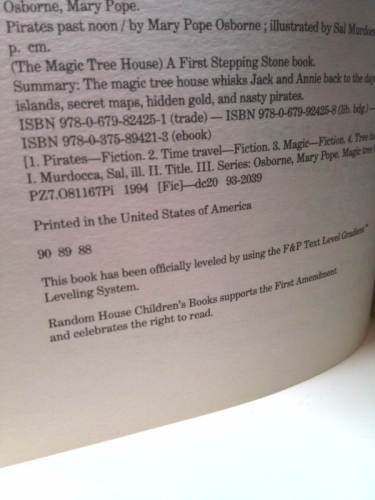 Osborne, Mary Pope.
Pirates past noon / by Mary Pope Osborne ; illustrated by Sal Murdocca
p. cm.
(The Magic Tree House) A First Stepping Stone book.
Summary: The magic tree house whisks Jack and Annie back to the days
islands, secret maps, hidden gold, and nasty pirates.
ISBN 978-0-679-82425-1 (trade) — ISBN 978-0-679-92425-8 (lib. bdg.) —
ISBN 978-0-375-89421-3 (ebook)
[1. Pirates—Fiction. 2. Time travel—Fiction. 3. Magic—Fiction. 4. Tree
I. Murdocca, Sal, ill. II. Title. III. Series: Osborne, Mary Pope. Magic tree
PZ7.O81167Pi 1994 [Fic]—dc20 93-2039
Printed in the United States of America
90 89 88
This book has been officially leveled by using the F&P Text Level Gradient™
Leveling System.
Random House Children's Books supports the First Amendment
and celebrates the right to read.